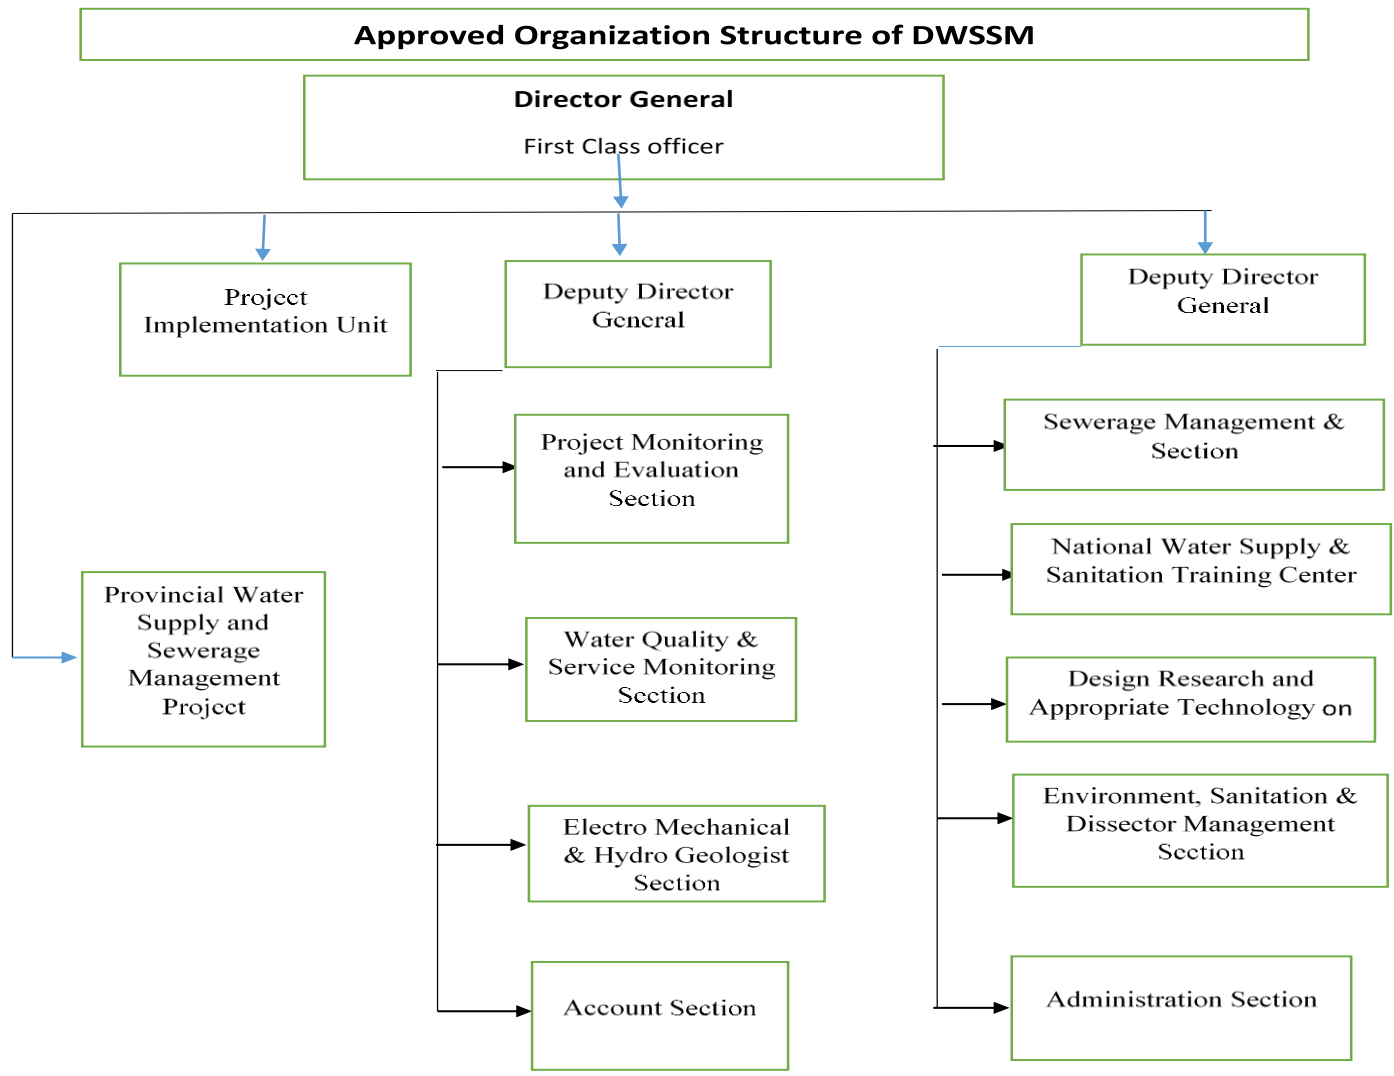 Approved Organization Structure of DWSSM
Director General
First Class officer
Project
Implementation Unit
Deputy Director
General
Deputy Director
General
Provincial Water
Supply and
Sewerage
Management
Project
Project Monitoring
and Evaluation
Section
Water Quality &
Service Monitoring
Section
Electro Mechanical
& Hydro Geologist
Section
Account Section
Sewerage Management &
Section
National Water Supply &
Sanitation Training Center
Design Research and
Appropriate Technology on
Environment, Sanitation &
Dissector Management
Section
Administration Section